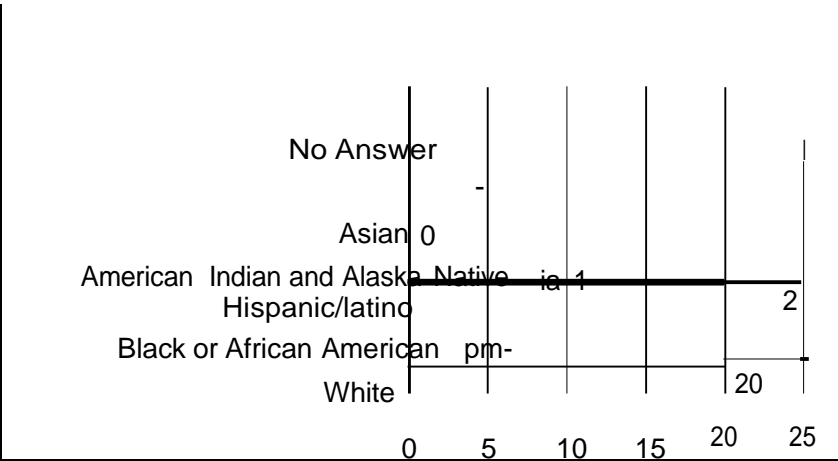 No Answer
-
Asian 0
American Indian and Alaska Native ia 1
Hispanic/latino 2
Black or African American pm-
White 20
0 5 10 15 20 25